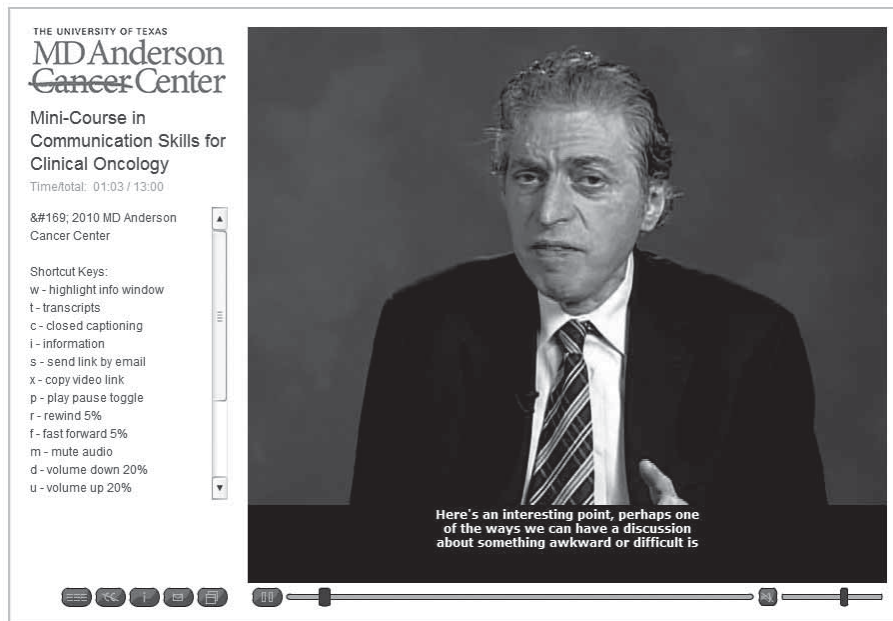 THE UNIVERSITY OF TEXAS
MD Anderson
Cancer Center
Mini-Course in
Communication Skills for
Clinical Oncology
Time/total: 01:03 / 13:00
&#169; 2010 MD Anderson
Cancer Center
Shortcut Keys:
w - highlight info window
t - transcripts
c - closed captioning
i - information
s - send link by email
x - copy video link
p - play pause toggle
r - rewind 5%
f - fast forward 5%
m - mute audio
d - volume down 20%
u - volume up 20%
Here's an interesting point, perhaps one
of the ways we can have a discussion
about something awkward or difficult is